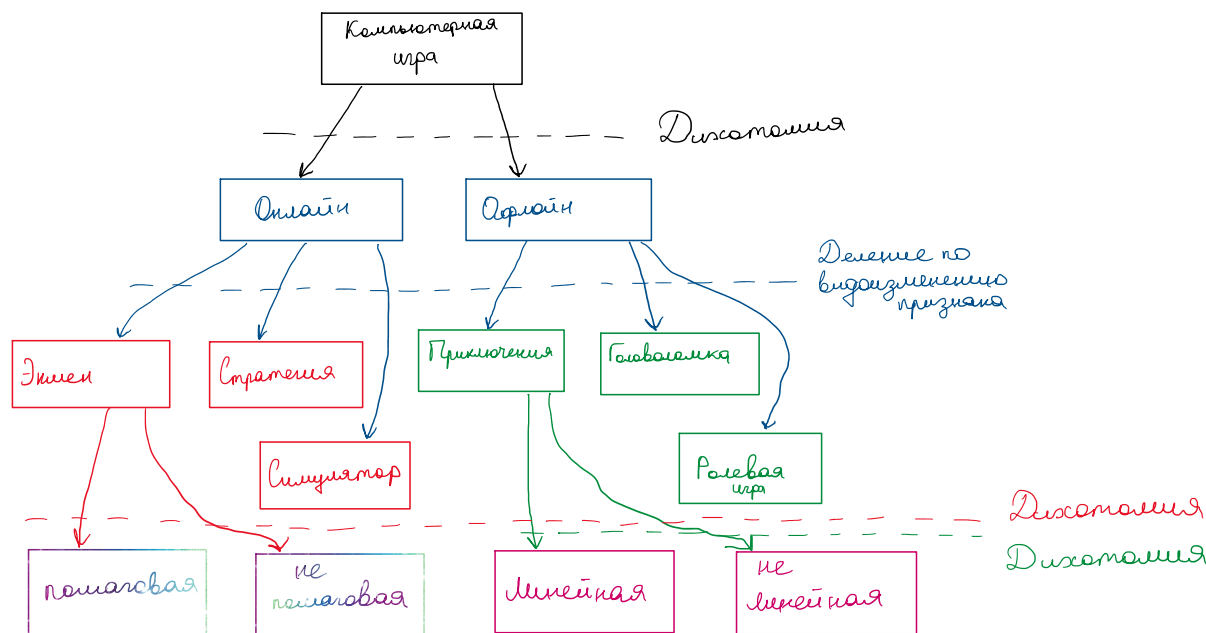 Компьютерная
игра
Дихотомия
Онлайн
Офлайн
Деление по
видоизменению
признака
Экшен
Стратегия
Приключения
Головоломка
Симулятор
Ролевая
игра
Дихотомия
Дихотомия
пошаговая
не
пошаговая
Линейная
не
линейная